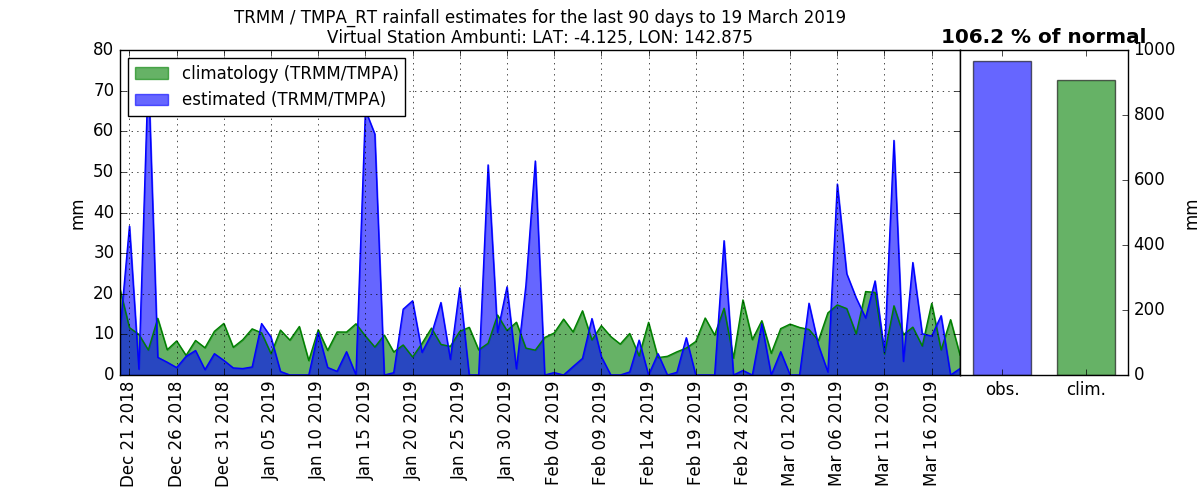 TRMM / TMPA_RT rainfall estimates for the last 90 days to 19 March 2019
Virtual Station Ambunti: LAT: -4.125, LON: 142.875
106.2 % of normal
climatology (TRMM/TMPA)
estimated (TRMM/TMPA)
mm
80
70
60
50
40
30
20
10
0
Dec 21 2018
Dec 26 2018
Dec 31 2018
Jan 05 2019
Jan 10 2019
Jan 15 2019
Jan 20 2019
Jan 25 2019
Jan 30 2019
Feb 04 2019
Feb 09 2019
Feb 14 2019
Feb 19 2019
Feb 24 2019
Mar 01 2019
Mar 06 2019
Mar 11 2019
Mar 16 2019
obs.
clim.
1000
800
600
400
200
0
mm